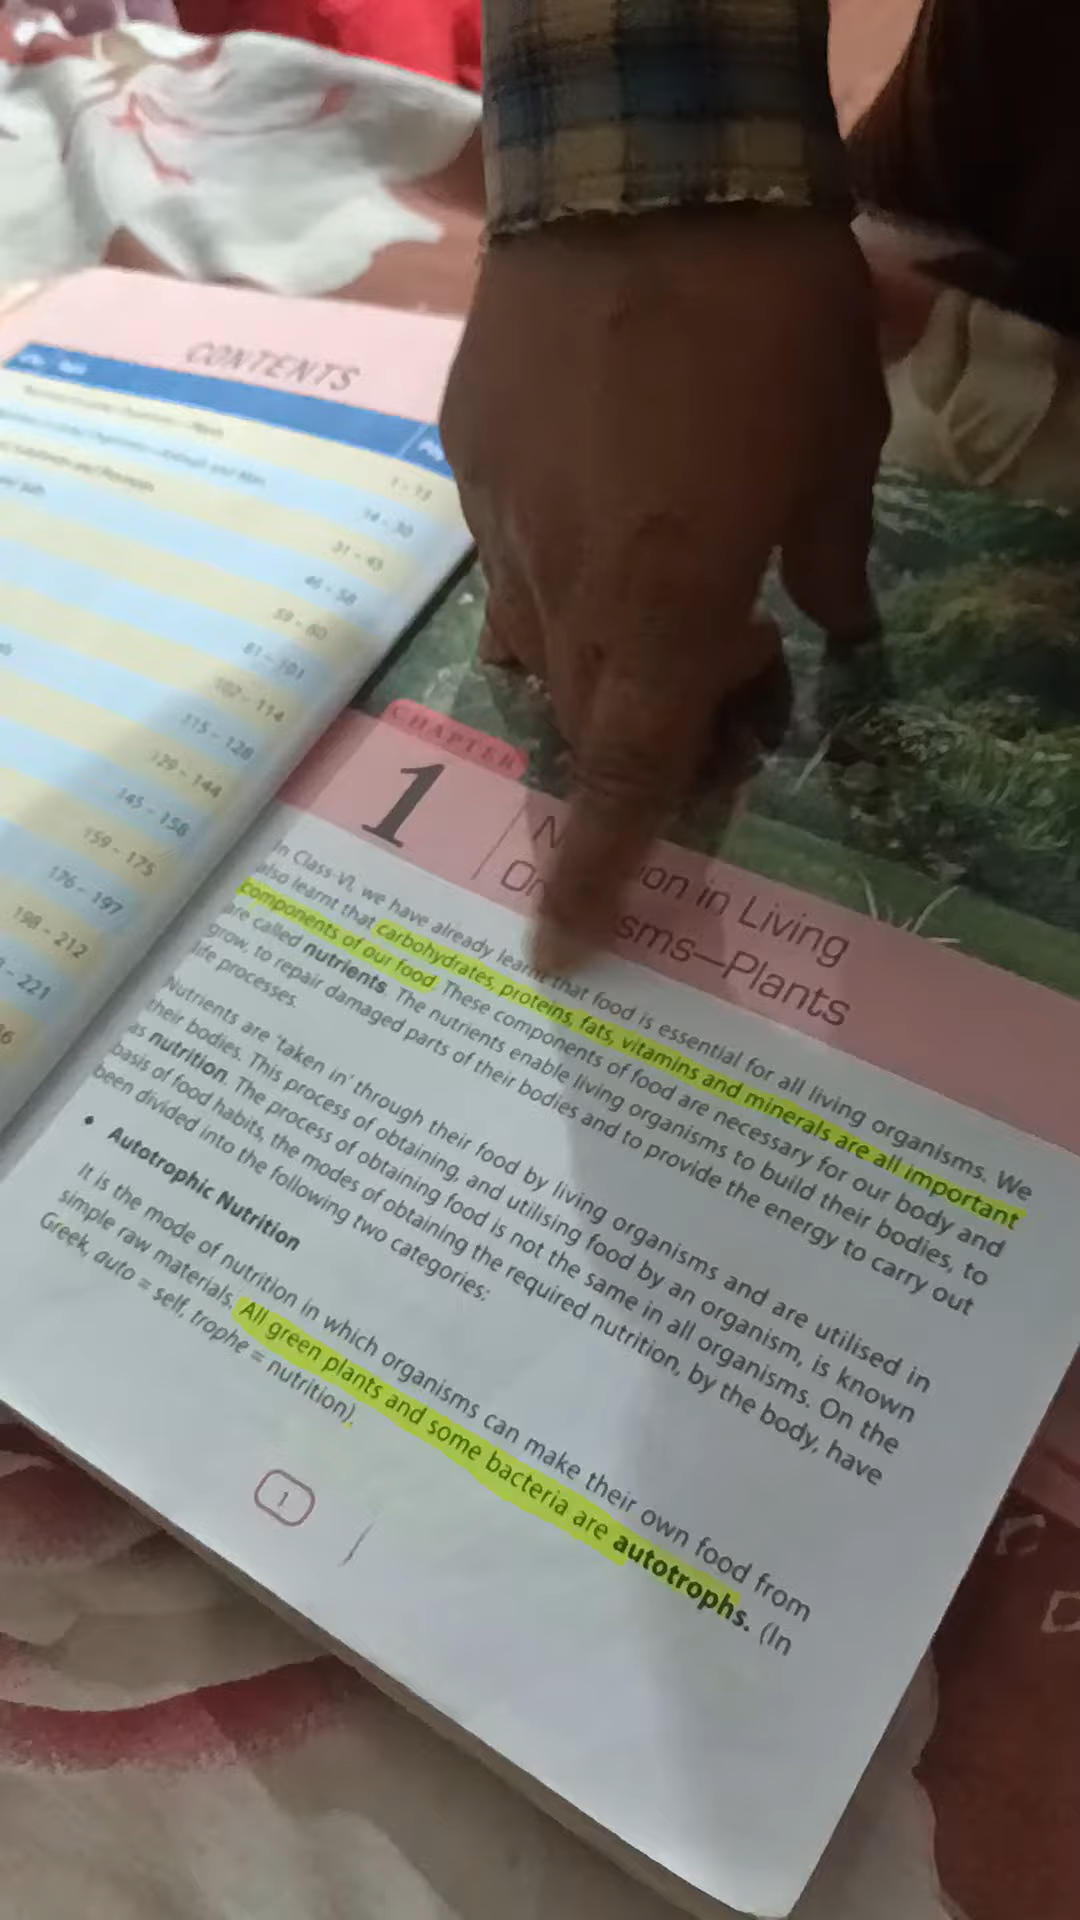 CONTENTS
1 – 13
14 – 30
31 – 45
46 – 58
59 – 80
81 – 101
102 – 114
115 – 128
129 – 144
145 – 158
159 – 175
176 – 197
198 – 212
– 221
CHAPTER
1
on in Living
sms—Plants
In Class-VI, we have already learnt that food is essential for all living organisms. We
also learnt that carbohydrates, proteins, fats, vitamins and minerals are all important
components of our food. These components of food are necessary for our body and
are called nutrients. The nutrients enable living organisms to build their bodies, to
grow, to repair damaged parts of their bodies and to provide the energy to carry out
life processes.
Nutrients are 'taken in' through their food by living organisms and are utilised in
their bodies. This process of obtaining, and utilising food by an organism, is known
as nutrition. The process of obtaining food is not the same in all organisms. On the
basis of food habits, the modes of obtaining the required nutrition, by the body, have
been divided into the following two categories:
• Autotrophic Nutrition
It is the mode of nutrition in which organisms can make their own food from
simple raw materials. All green plants and some bacteria are autotrophs. (In
Greek, auto = self, trophe = nutrition).
1